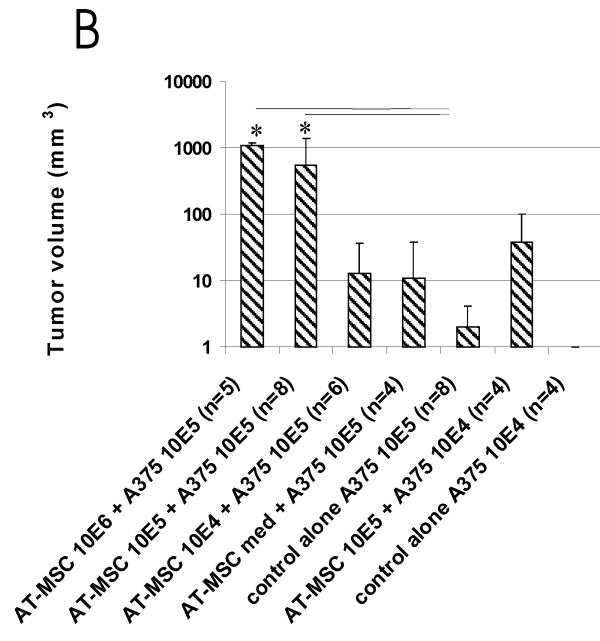 B
Tumor volume (mm 3)
10000
1000
100
10
1
* *
AT-MSC 10E6 + A375 10E5 (n=5)
AT-MSC 10E5 + A375 10E5 (n=8)
AT-MSC 10E4 + A375 10E5 (n=6)
AT-MSC med + A375 10E5 (n=4)
control alone A375 10E5 (n=8)
AT-MSC 10E5 + A375 10E4 (n=4)
control alone A375 10E4 (n=4)